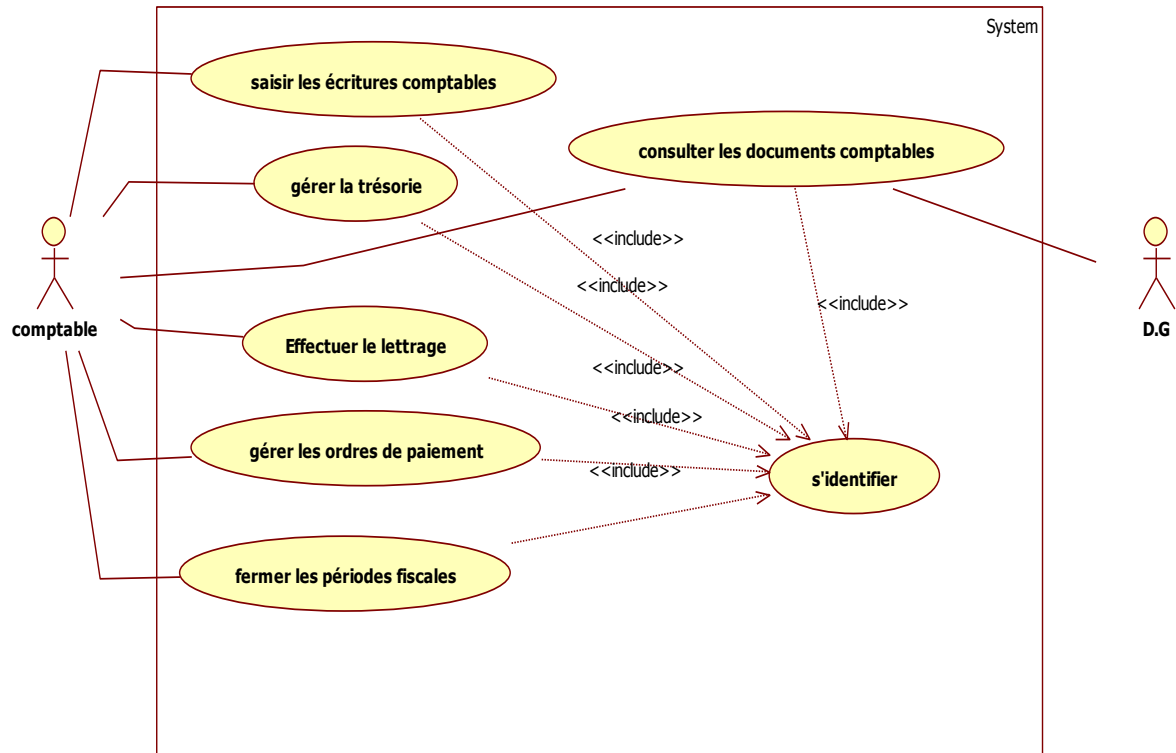 System
saisir les écritures comptables
consulter les documents comptables
gérer la trésorie
<<include>>
<<include>>
<<include>>
comptable
D.G
Effectuer le lettrage
<<include>>
<<include>>
gérer les ordres de paiement
<<include>>
s'identifier
fermer les périodes fiscales